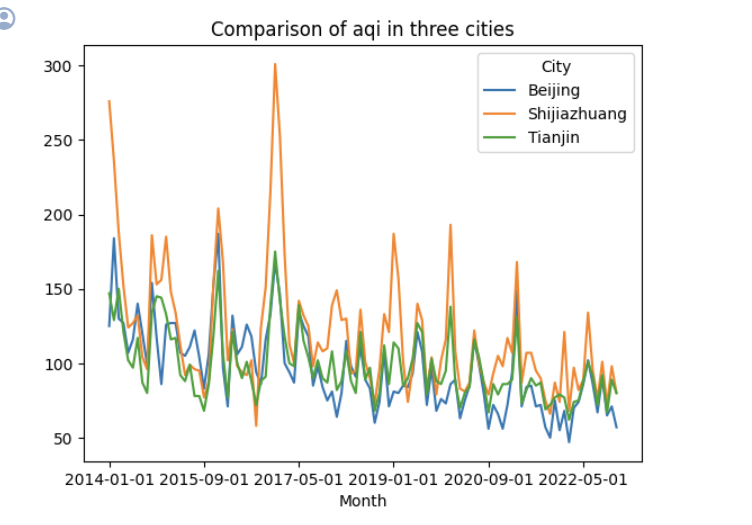 Comparison of aqi in three cities
City
Beijing
Shijiazhuang
Tianjin
300
250
200
150
100
50
2014-01-01 2015-09-01 2017-05-01 2019-01-01 2020-09-01 2022-05-01
Month